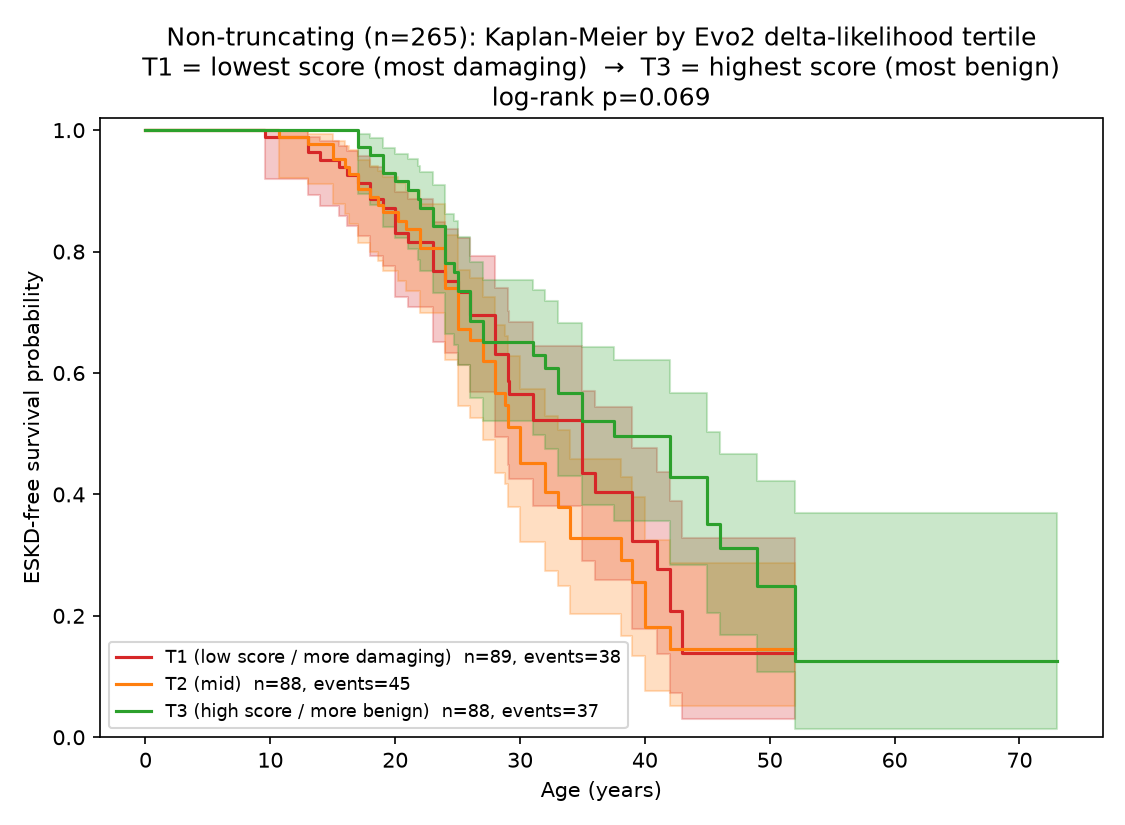 Non-truncating (n=265): Kaplan-Meier by Evo2 delta-likelihood tertile
T1 = lowest score (most damaging) → T3 = highest score (most benign)
log-rank p=0.069
ESKD-free survival probability
1.0
0.8
0.6
0.4
0.2
0.0
T1 (low score / more damaging) n=89, events=38
T2 (mid) n=88, events=45
T3 (high score / more benign) n=88, events=37
0 10 20 30 40 50 60 70
Age (years)